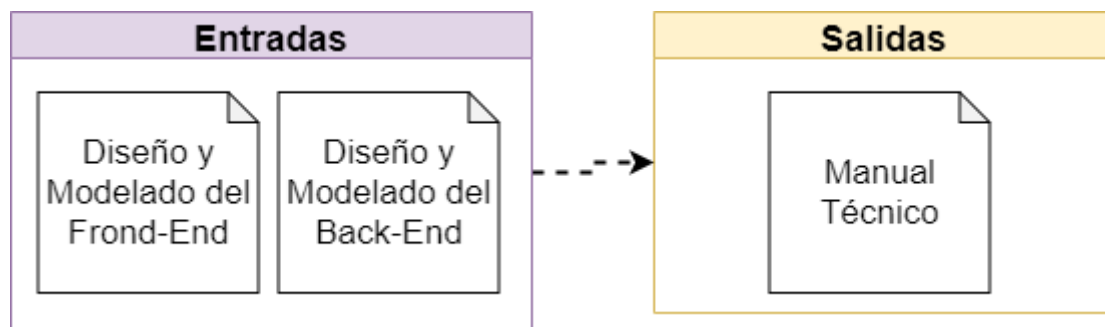 Entradas
Diseño y
Modelado del
Frond-End
Diseño y
Modelado del
Back-End
Salidas
Manual
Técnico